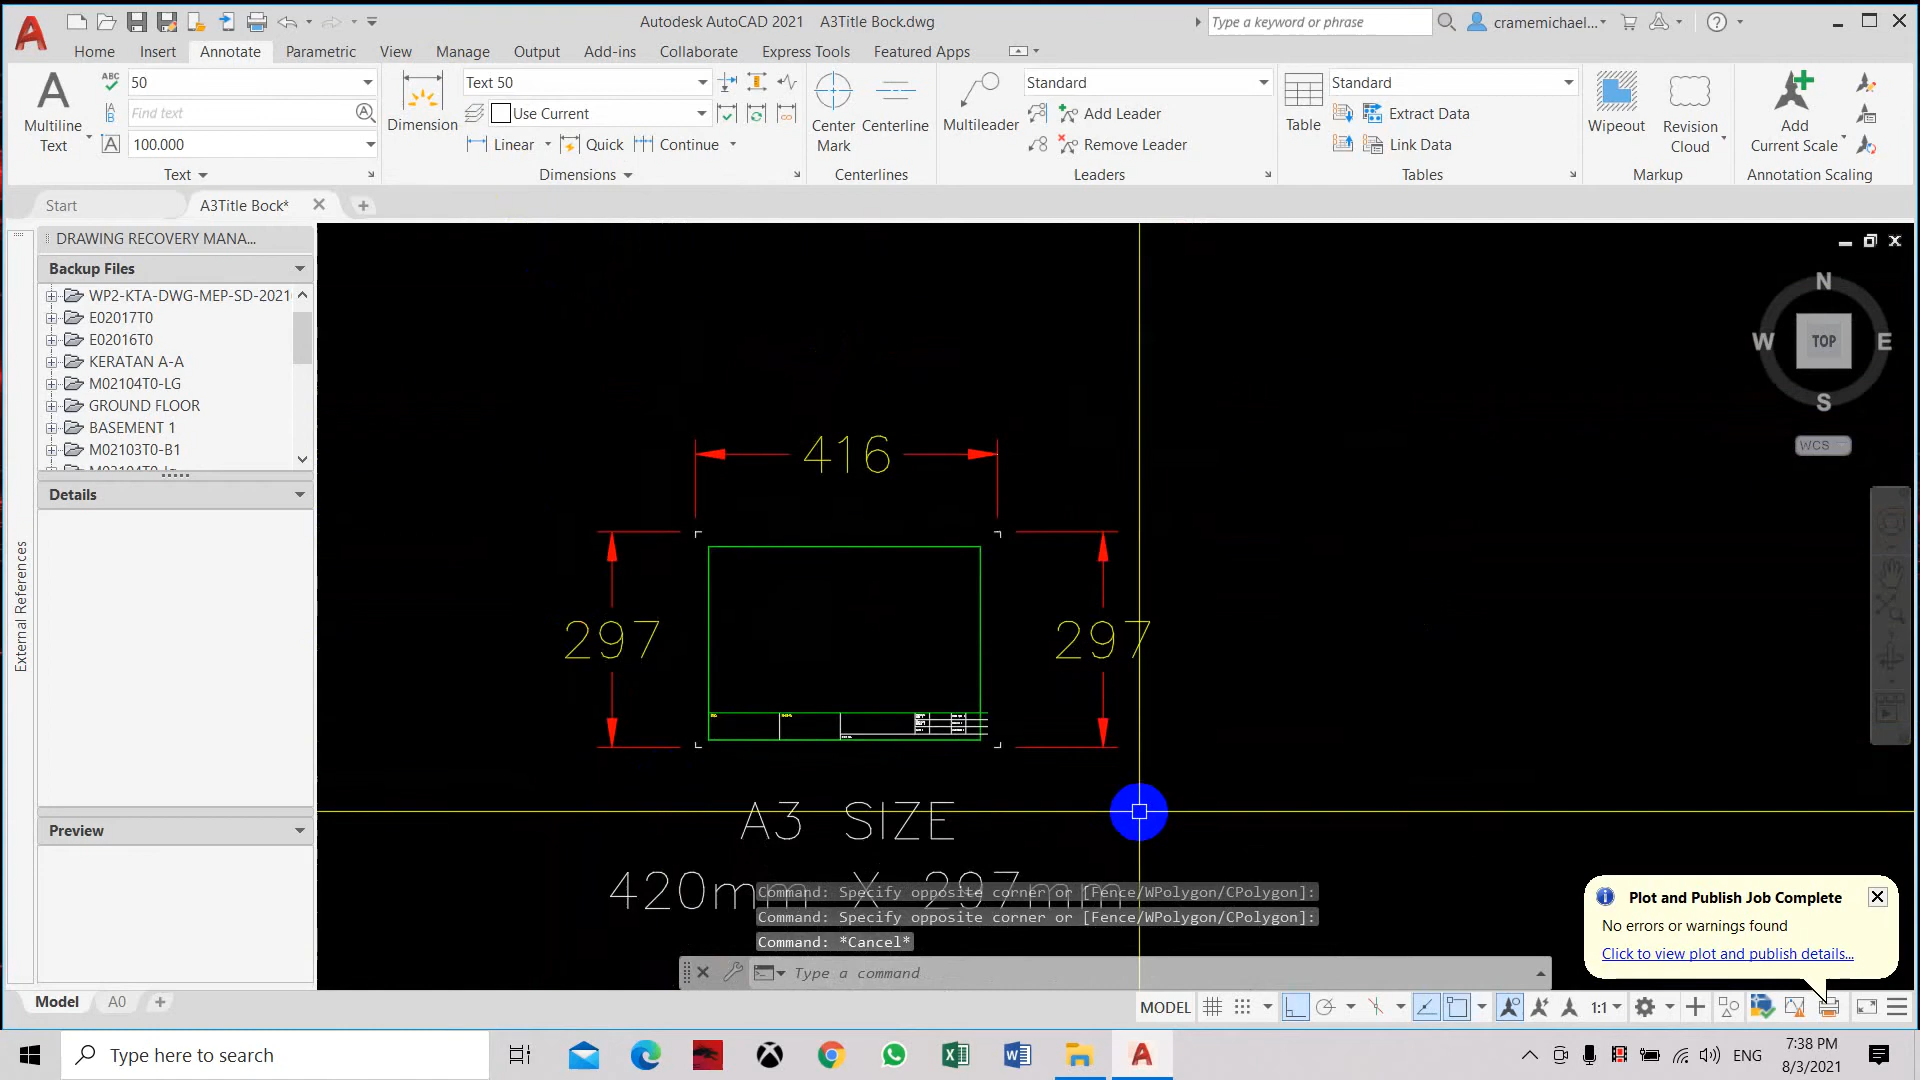 Autodesk AutoCAD 2021 A3Title Bock.dwg
Type a keyword or phrase
cramemichael...
Home Insert Annotate Parametric View Manage Output Add-ins Collaborate Express Tools Featured Apps
Multiline
Text
ABC
50
Find text
100.000
Text
Dimension
Text 50
Use Current
Linear Quick Continue
Dimensions
Center
Mark
Centerline
Centerlines
Multileader
Standard
Add Leader
Remove Leader
Leaders
Table
Standard
Extract Data
Link Data
Tables
Wipeout
Revision
Cloud
Markup
Add
Current Scale
Annotation Scaling
Start A3Title Bock*
DRAWING RECOVERY MANA...
Backup Files
WP2-KTA-DWG-MEP-SD-2021
E02017T0
E02016T0
KERATAN A-A
M02104T0-LG
GROUND FLOOR
BASEMENT 1
M02103T0-B1
M02104T0-lg
Details
Preview
External References
N
W TOP E
S
WCS
416
297 297
A3 SIZE
420mm X 297mm
Command: Specify opposite corner or [Fence/WPolygon/CPolygon]:
Command: Specify opposite corner or [Fence/WPolygon/CPolygon]:
Command: *Cancel*
Type a command
Plot and Publish Job Complete
No errors or warnings found
Click to view plot and publish details...
Model A0
MODEL 1:1
Type here to search
ENG
7:38 PM
8/3/2021